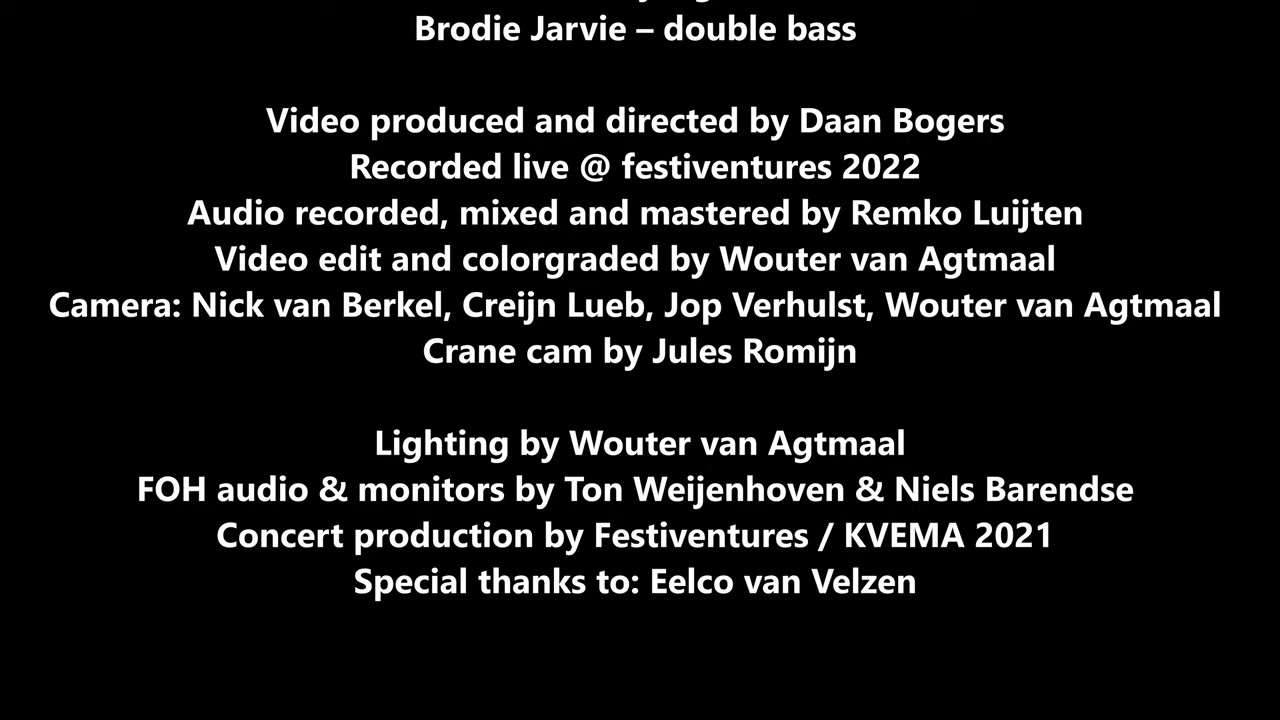 Brodie Jarvie – double bass
Video produced and directed by Daan Bogers
Recorded live @ festiventures 2022
Audio recorded, mixed and mastered by Remko Luijten
Video edit and colorgraded by Wouter van Agtmaal
Camera: Nick van Berkel, Creijn Lueb, Jop Verhulst, Wouter van Agtmaal
Crane cam by Jules Romijn
Lighting by Wouter van Agtmaal
FOH audio & monitors by Ton Weijenhoven & Niels Barendse
Concert production by Festiventures / KVEMA 2021
Special thanks to: Eelco van Velzen